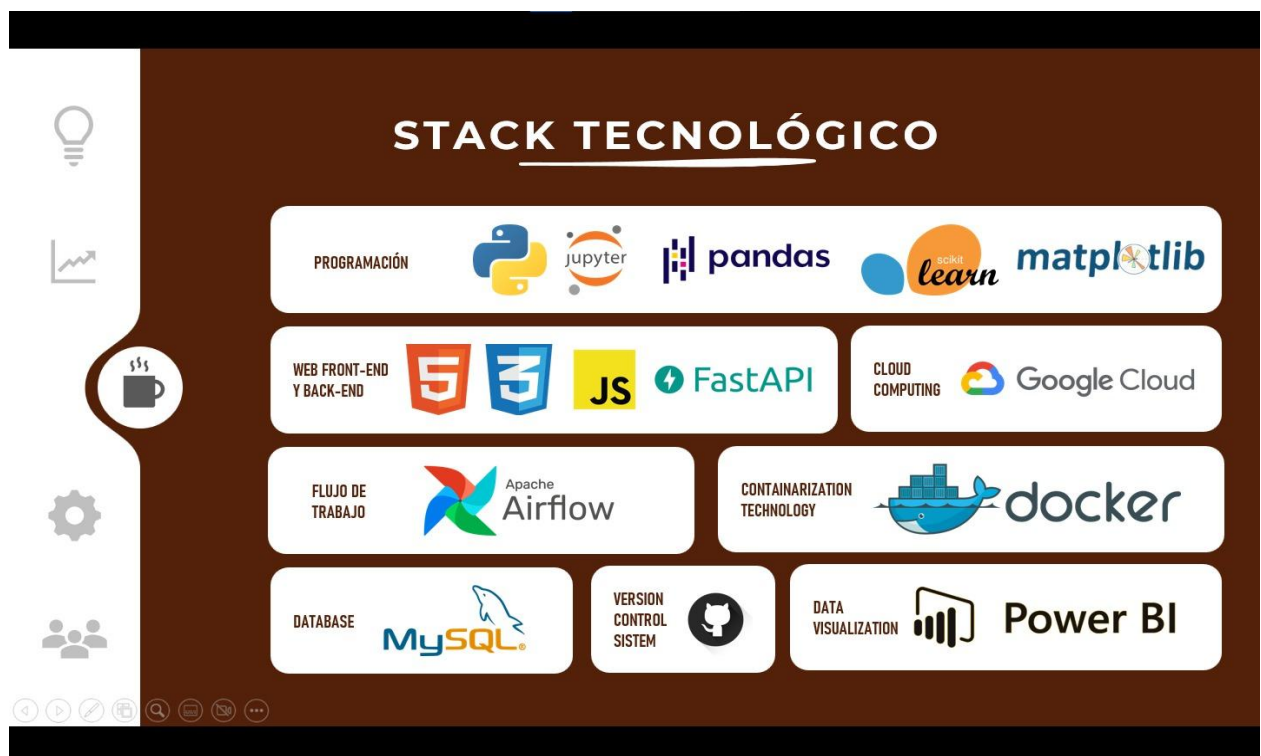 STACK TECNOLÓGICO
PROGRAMACIÓN
jupyter
pandas
scikit
learn
matplotlib
WEB FRONT-END
Y BACK-END
5
3
JS
FastAPI
CLOUD
COMPUTING
Google Cloud
FLUJO DE
TRABAJO
Apache
Airflow
CONTAINARIZATION
TECHNOLOGY
docker
DATABASE
MySQL®
VERSION
CONTROL
SISTEM
DATA
VISUALIZATION
Power BI